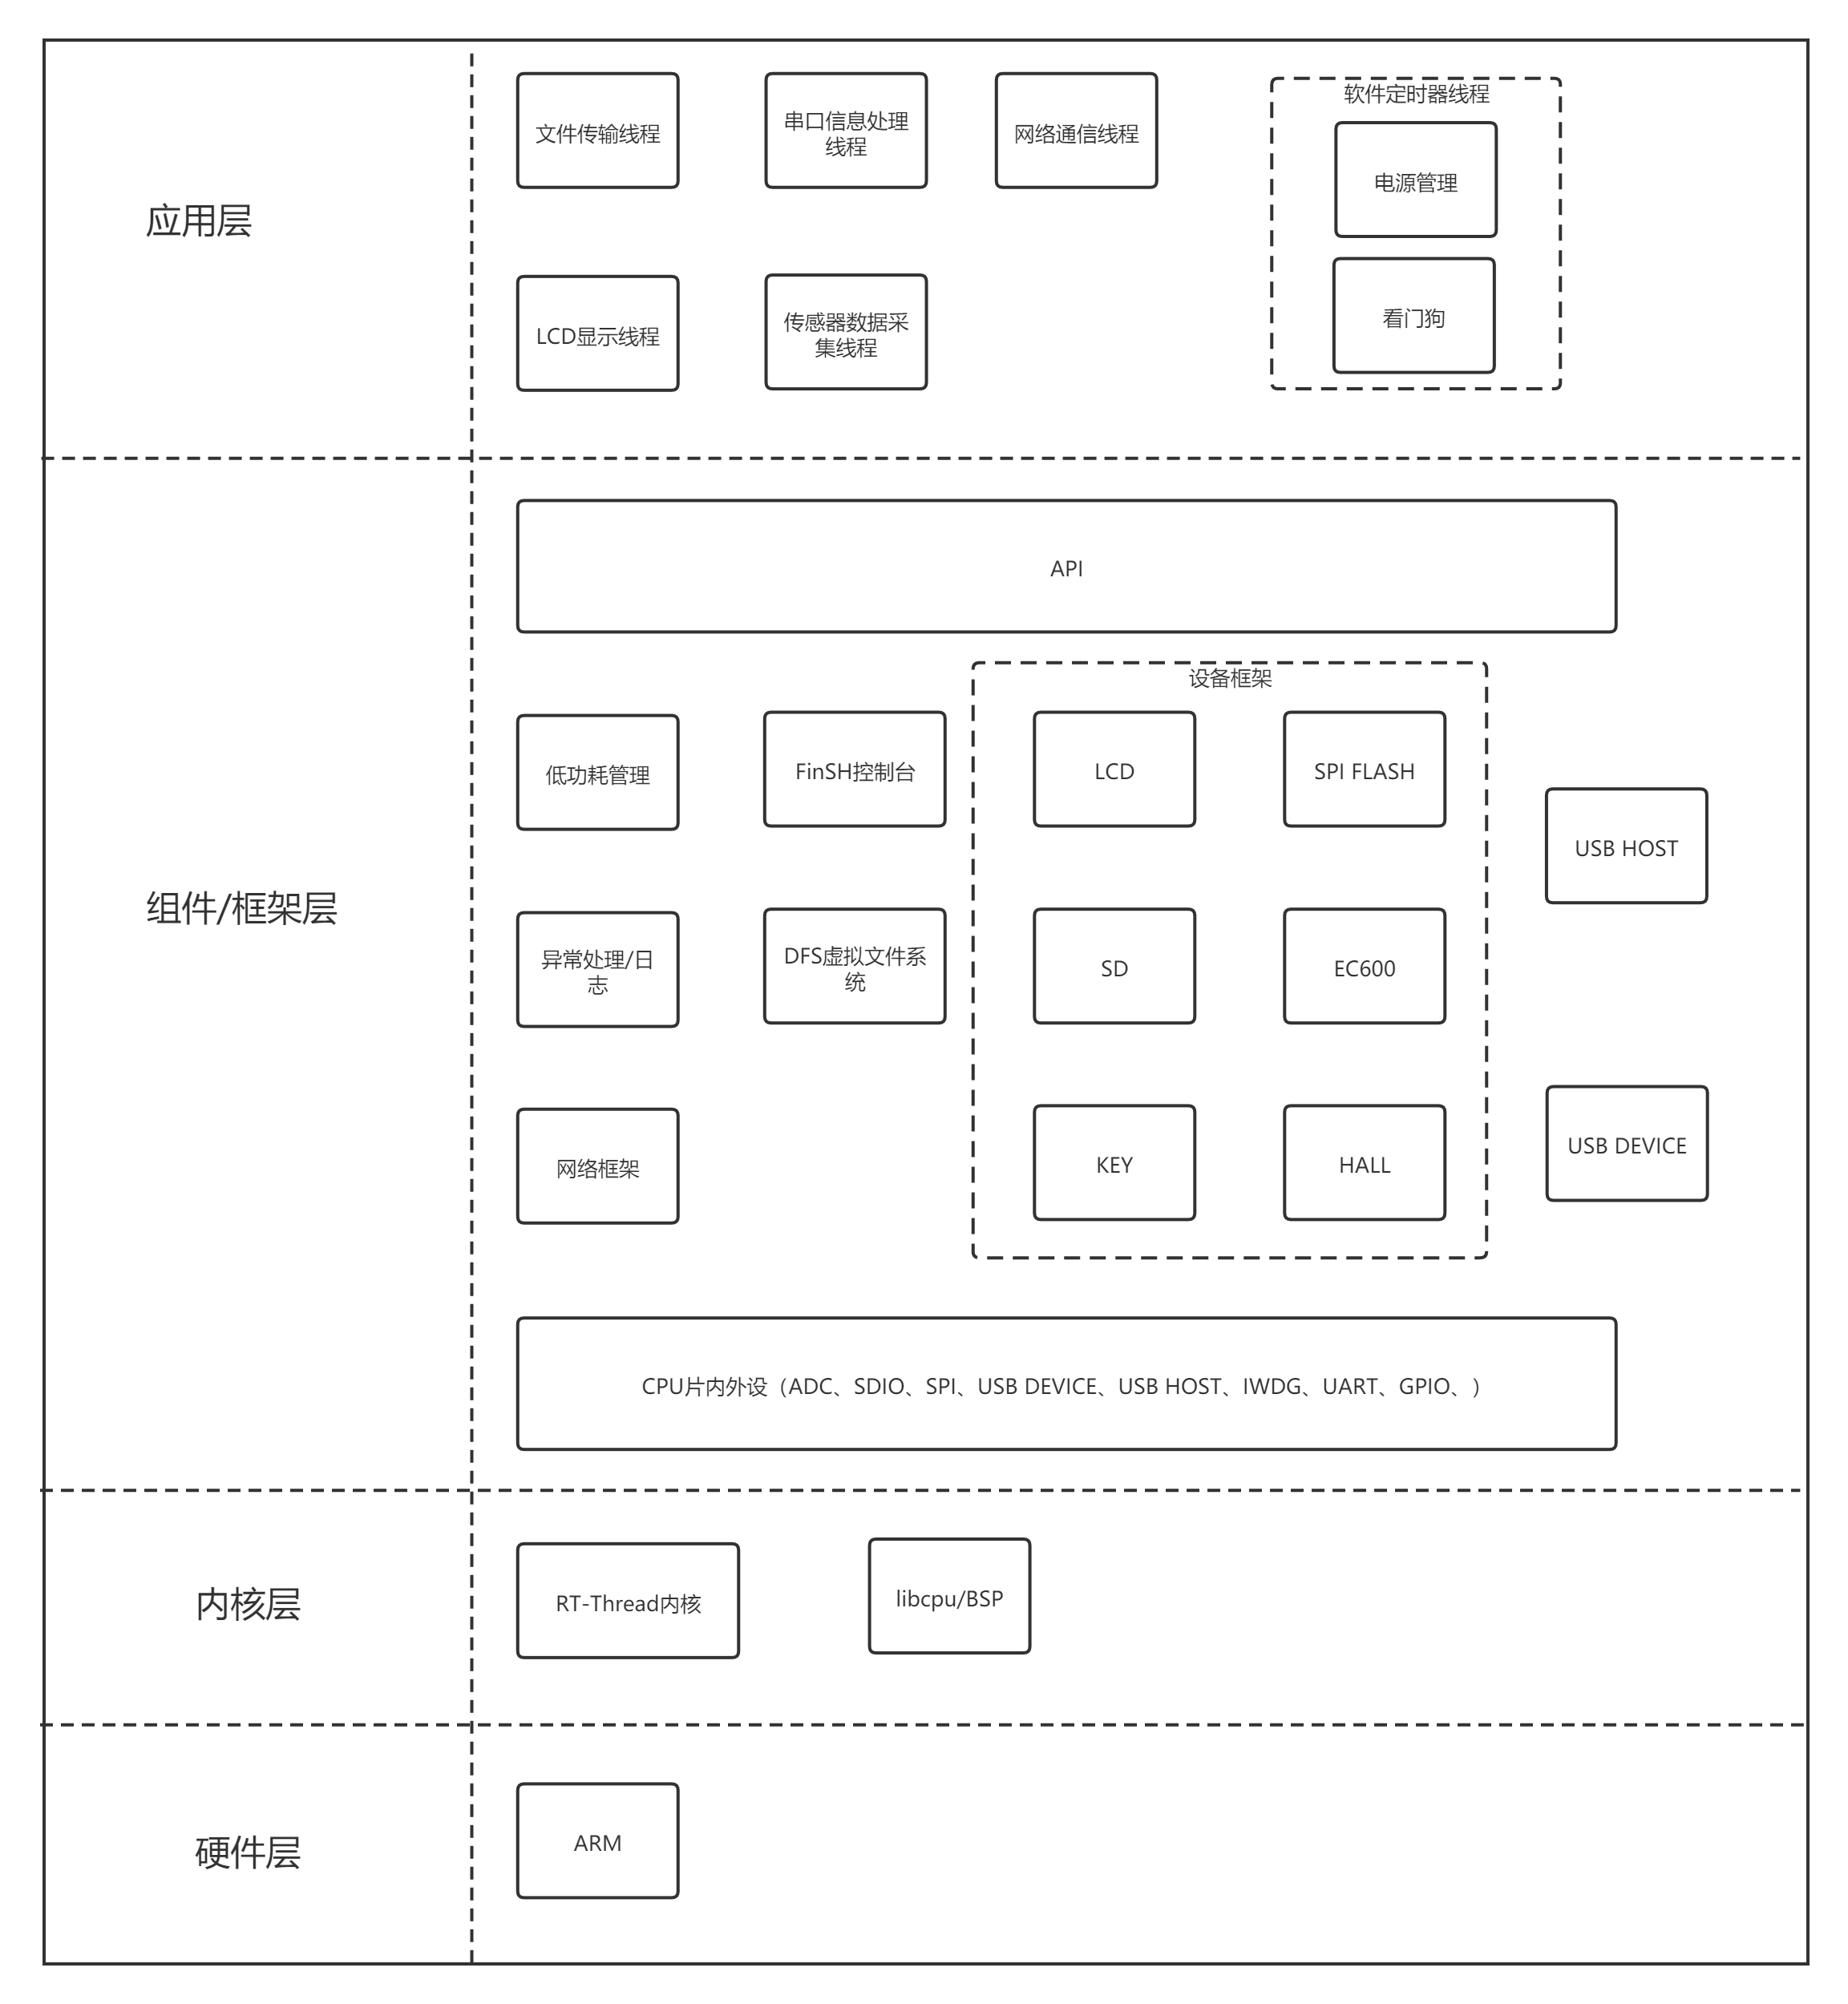 应用层
文件传输线程
串口信息处理
线程
网络通信线程
软件定时器线程
电源管理
看门狗
LCD显示线程
传感器数据采
集线程
组件/框架层
API
设备框架
低功耗管理
FinSH控制台
LCD
SPI FLASH
USB HOST
异常处理/日
志
DFS虚拟文件系
统
SD
EC600
网络框架
KEY
HALL
USB DEVICE
CPU片内外设（ADC、SDIO、SPI、USB DEVICE、USB HOST、IWDG、UART、GPIO、）
内核层
RT-Thread内核
libcpu/BSP
硬件层
ARM